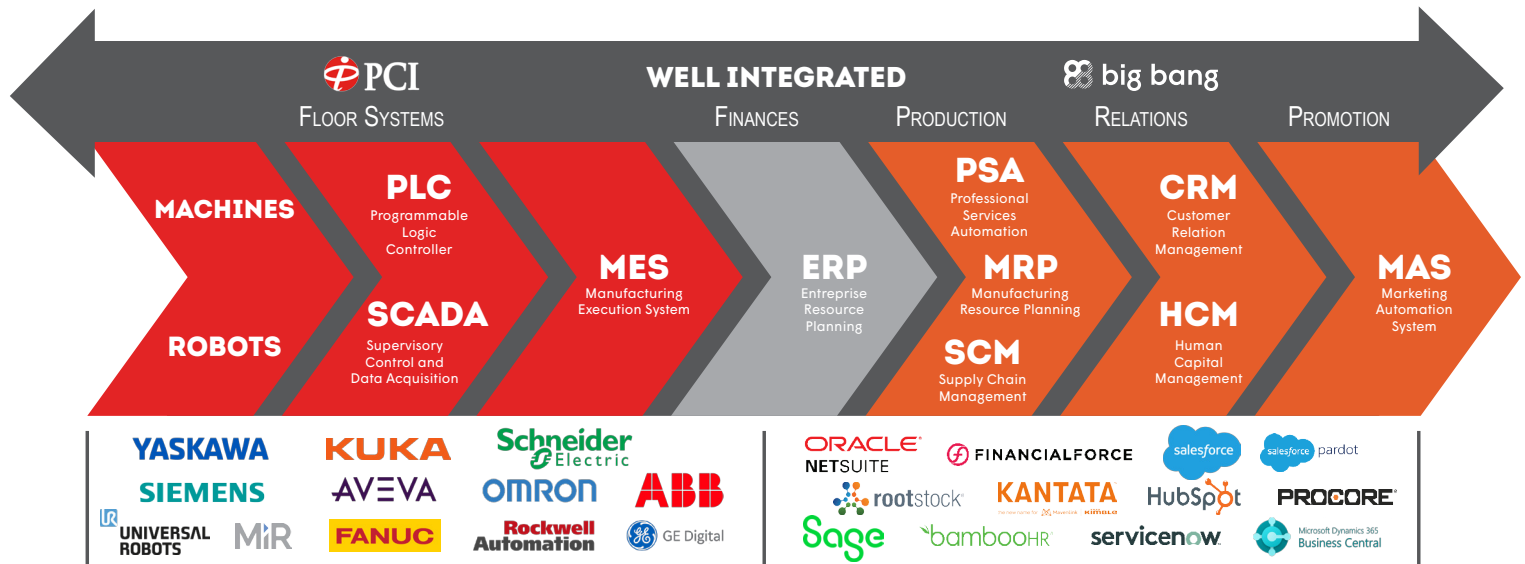 PCI
WELL INTEGRATED
big bang
FLOOR SYSTEMS
FINANCES
PRODUCTION
RELATIONS
PROMOTION
MACHINES
ROBOTS
PLC
Programmable
Logic
Controller
SCADA
Supervisory
Control and
Data Acquisition
MES
Manufacturing
Execution System
ERP
Entreprise
Resource
Planning
PSA
Professional
Services
Automation
MRP
Manufacturing
Resource Planning
SCM
Supply Chain
Management
CRM
Customer
Relation
Management
HCM
Human
Capital
Management
MAS
Marketing
Automation
System
YASKAWA
KUKA
Schneider
Electric
SIEMENS
AVEVA
OMRON
ABB
UR
UNIVERSAL
ROBOTS
MiR
FANUC
Rockwell
Automation
GE Digital
ORACLE
NETSUITE
FINANCIALFORCE
salesforce
salesforce pardot
rootstock
KANTATA
Mavenlink kimble
HubSpot
PROCORE
Sage
bambooHR
servicenow
Microsoft Dynamics 365
Business Central